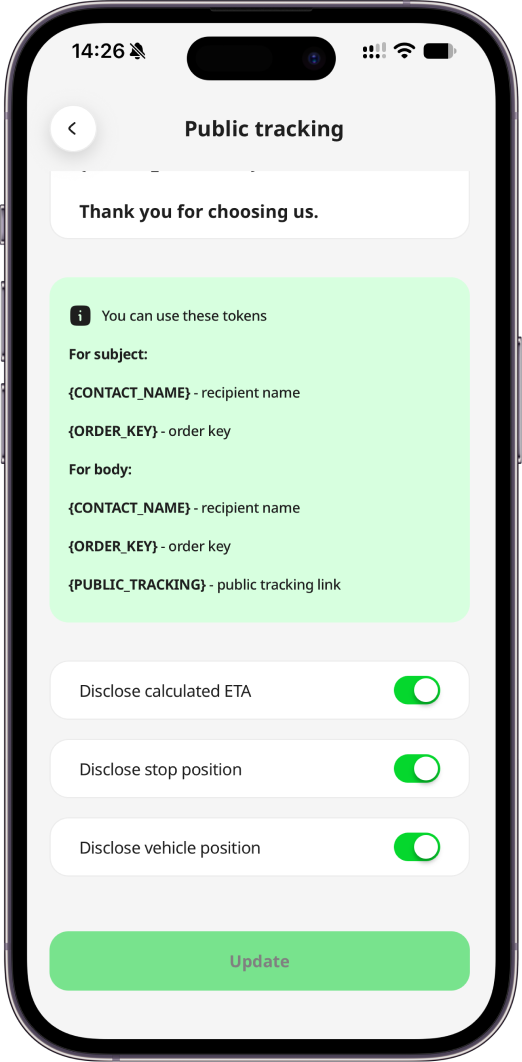 14:26
Public tracking
Thank you for choosing us.
You can use these tokens
For subject:
{CONTACT_NAME} - recipient name
{ORDER_KEY} - order key
For body:
{CONTACT_NAME} - recipient name
{ORDER_KEY} - order key
{PUBLIC_TRACKING} - public tracking link
Disclose calculated ETA
Disclose stop position
Disclose vehicle position
Update